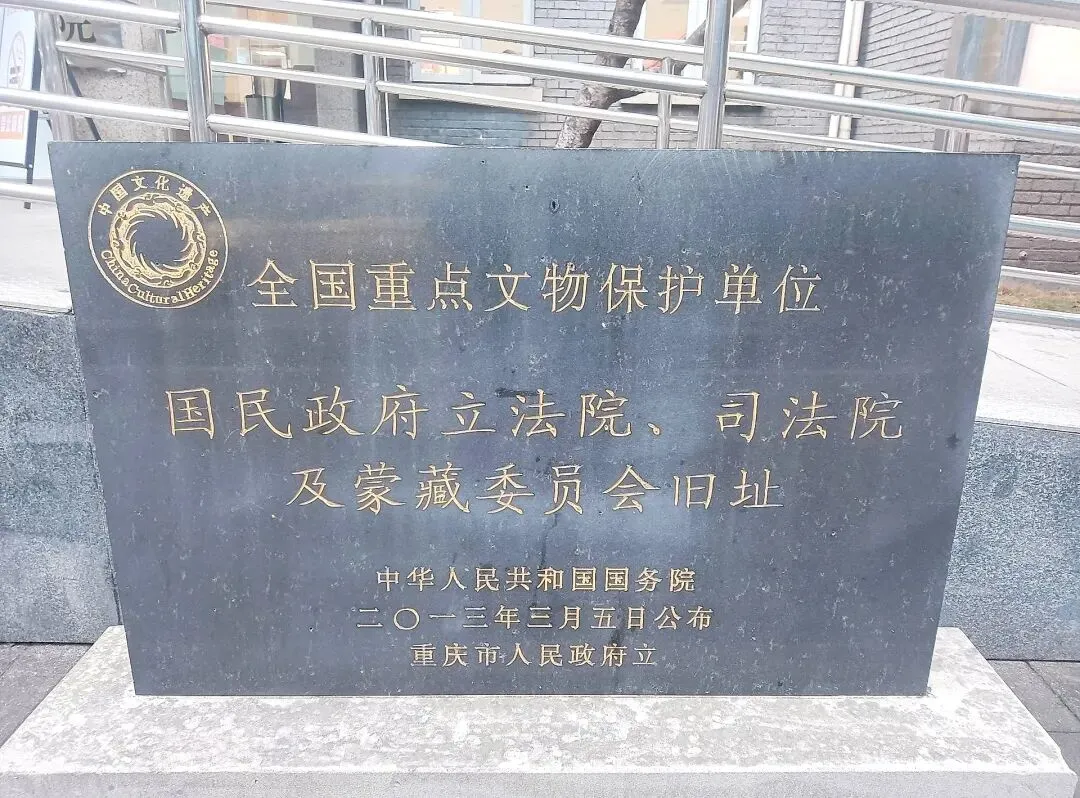 院
中国文化遗产
China Cultural Heritage
全国重点文物保护单位
国民政府立法院、司法院
及蒙藏委员会旧址
中华人民共和国国务院
二〇一三年三月五日公布
重庆市人民政府立